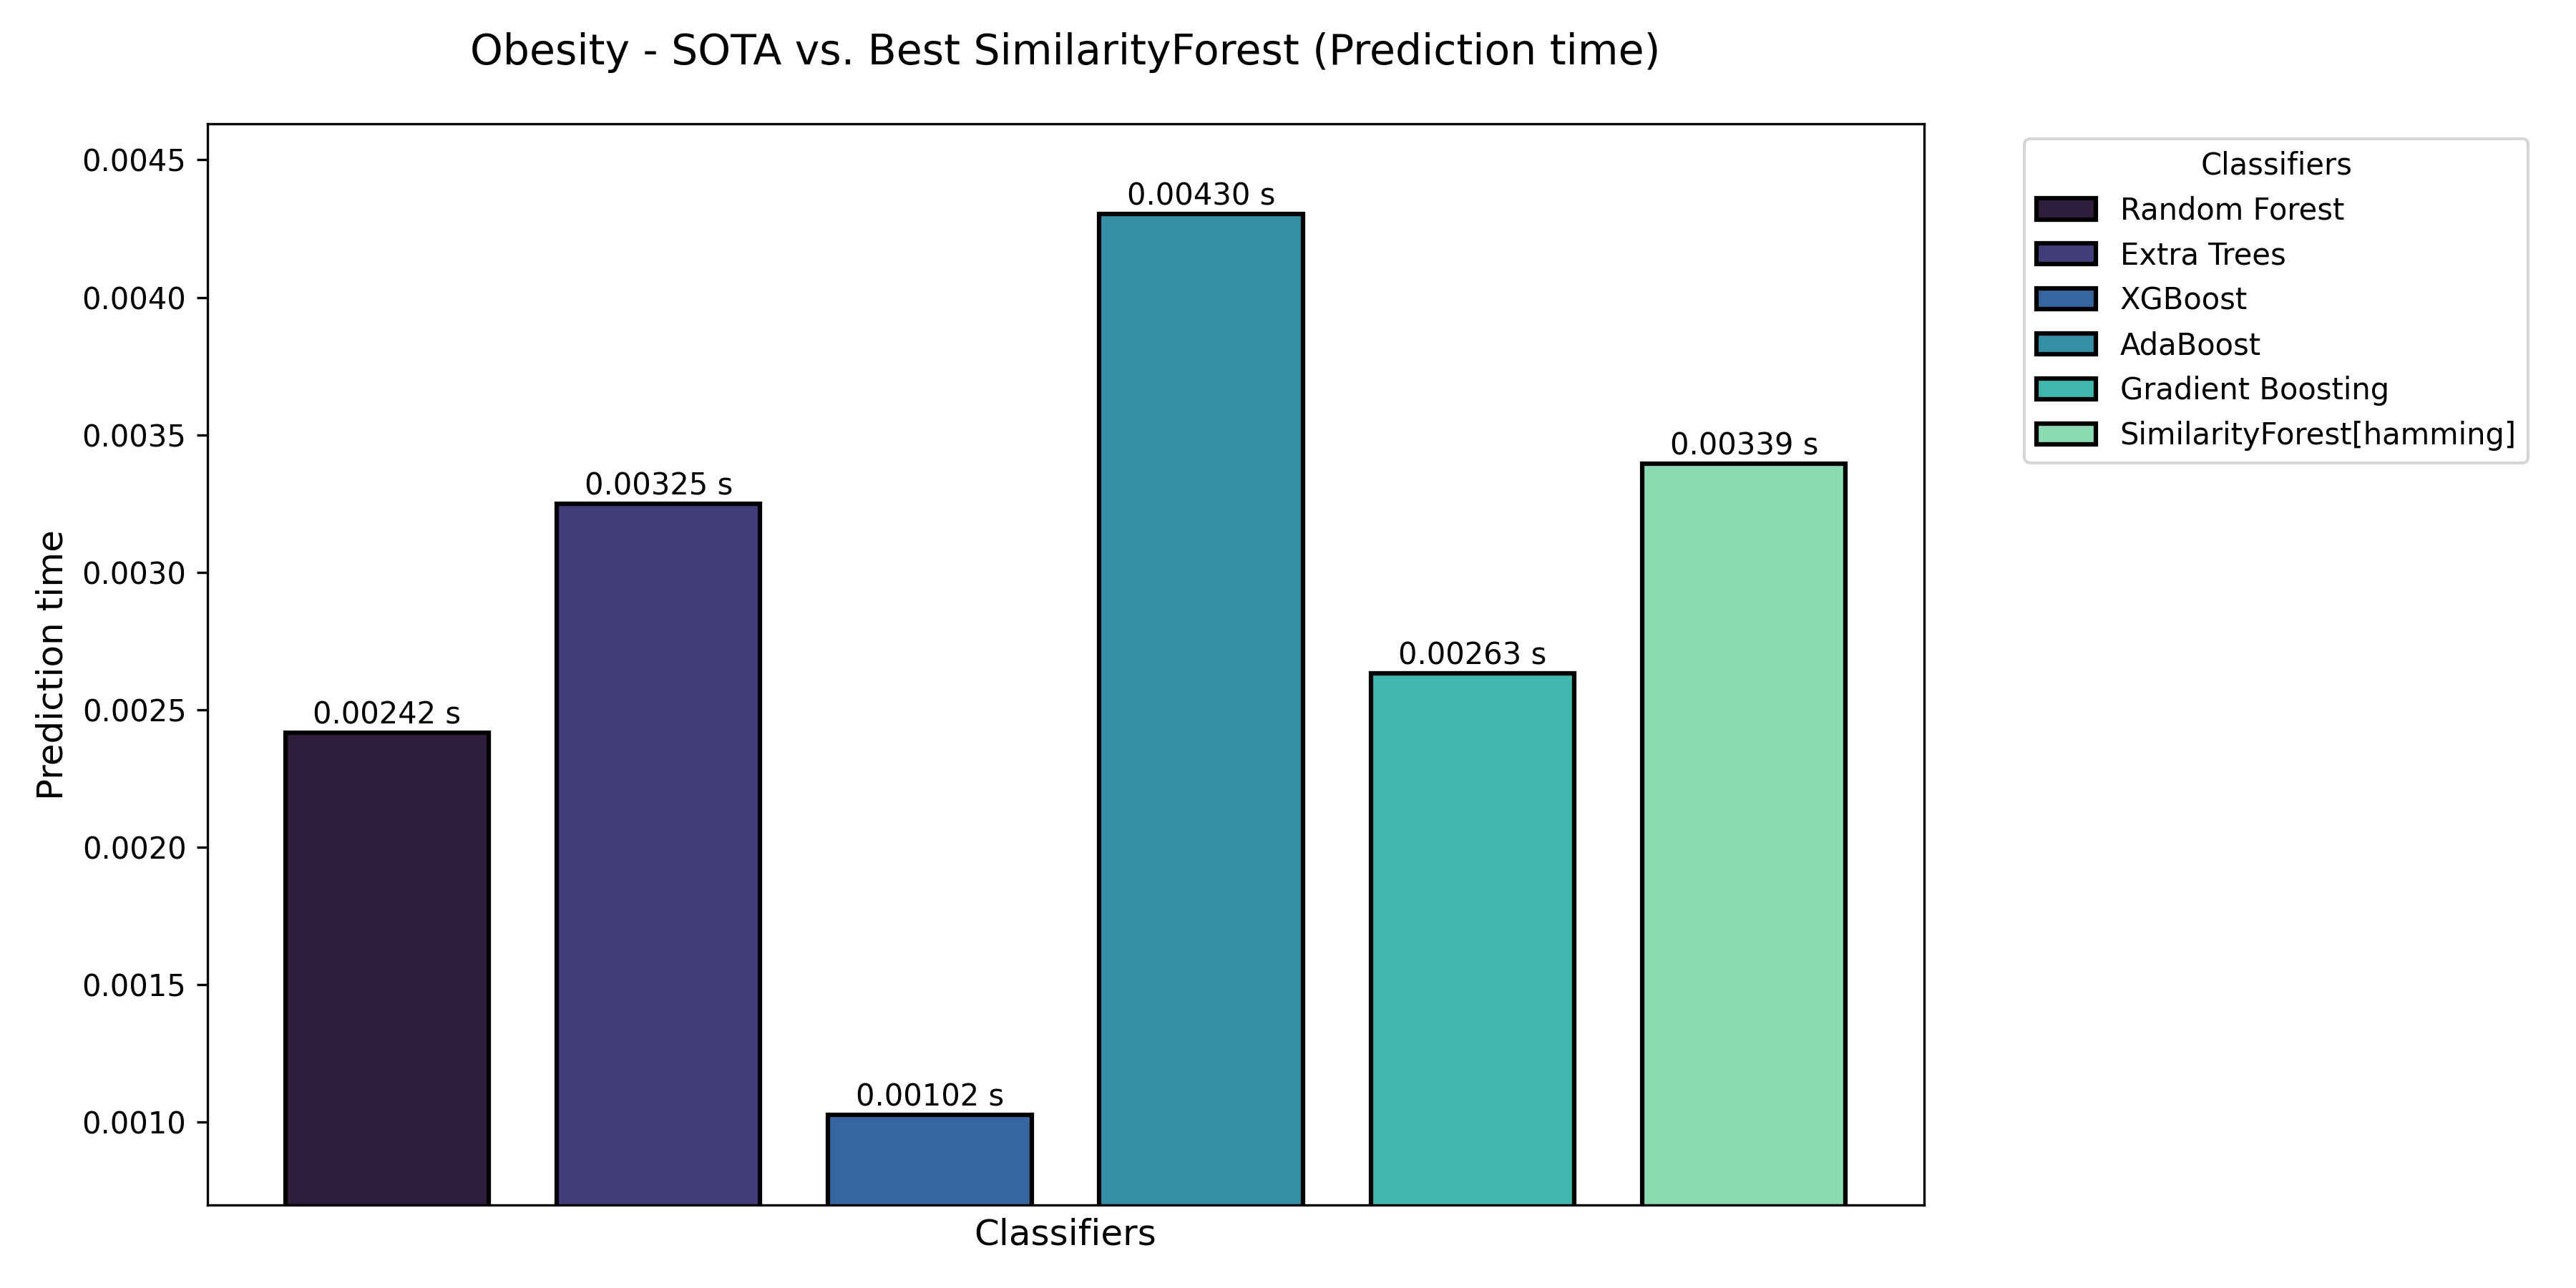 Obesity - SOTA vs. Best SimilarityForest (Prediction time)
Prediction time
0.0045
0.0040
0.0035
0.0030
0.0025
0.0020
0.0015
0.0010
0.00242 s
0.00325 s
0.00102 s
0.00430 s
0.00263 s
0.00339 s
Classifiers
Classifiers
Random Forest
Extra Trees
XGBoost
AdaBoost
Gradient Boosting
SimilarityForest[hamming]